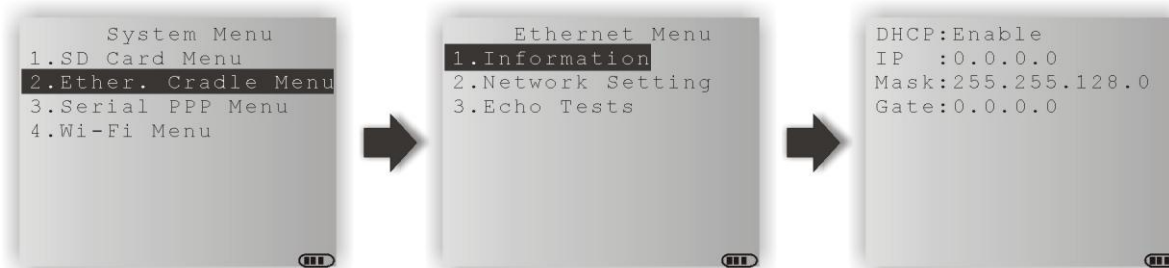 System Menu
1.SD Card Menu
2.Ether. Cradle Menu
3.Serial PPP Menu
4.Wi-Fi Menu
Ethernet Menu
1.Information
2.Network Setting
3.Echo Tests
DHCP:Enable
IP  :0.0.0.0
Mask:255.255.128.0
Gate:0.0.0.0